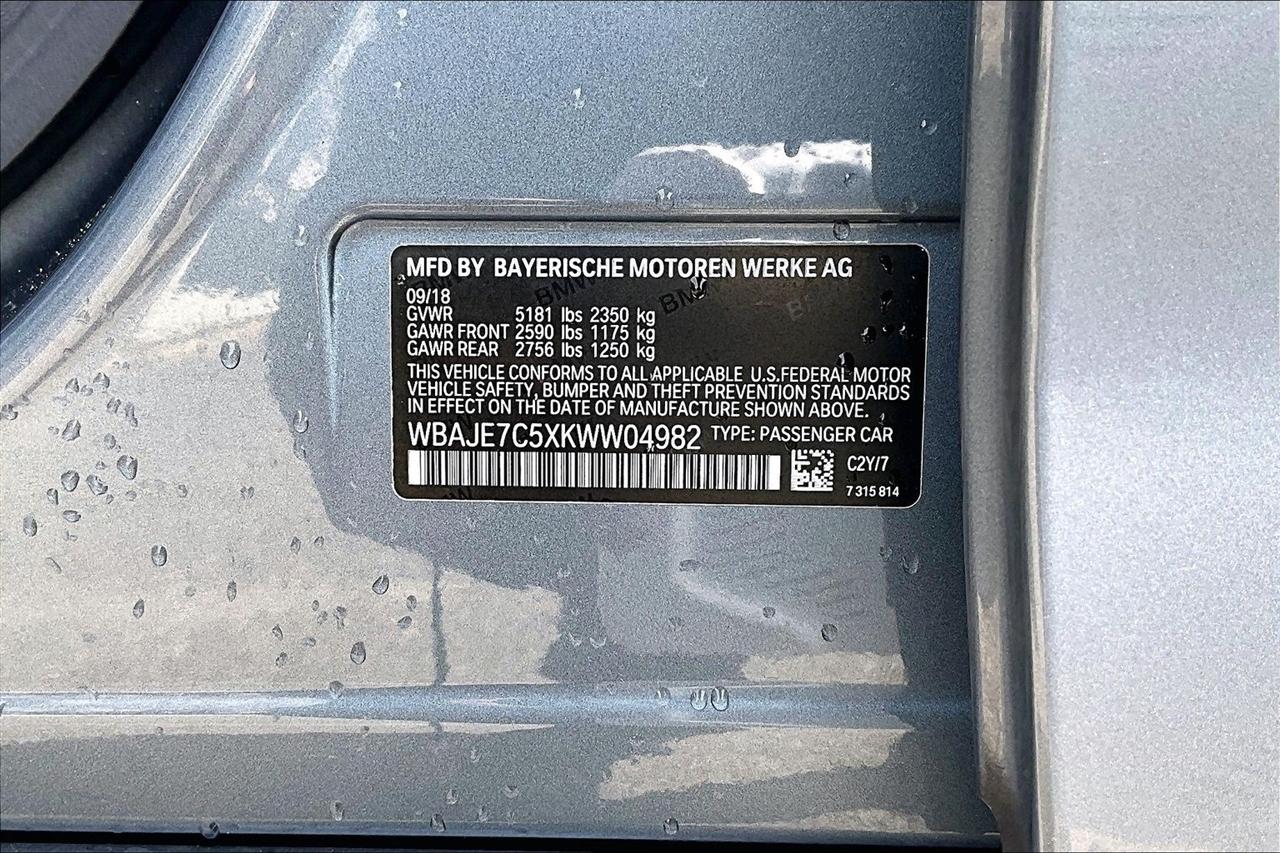 MFD BY BAYERISCHE MOTOREN WERKE AG
09/18
GVWR 5181 lbs 2350 kg
GAWR FRONT 2590 lbs 1175 kg
GAWR REAR 2756 lbs 1250 kg
THIS VEHICLE CONFORMS TO ALL APPLICABLE U.S.FEDERAL MOTOR
VEHICLE SAFETY, BUMPER AND THEFT PREVENTION STANDARDS
IN EFFECT ON THE DATE OF MANUFACTURE SHOWN ABOVE.
WBAJE7C5XKWW04982 TYPE: PASSENGER CAR
C2Y/7
7 315 814
BMW
BMW